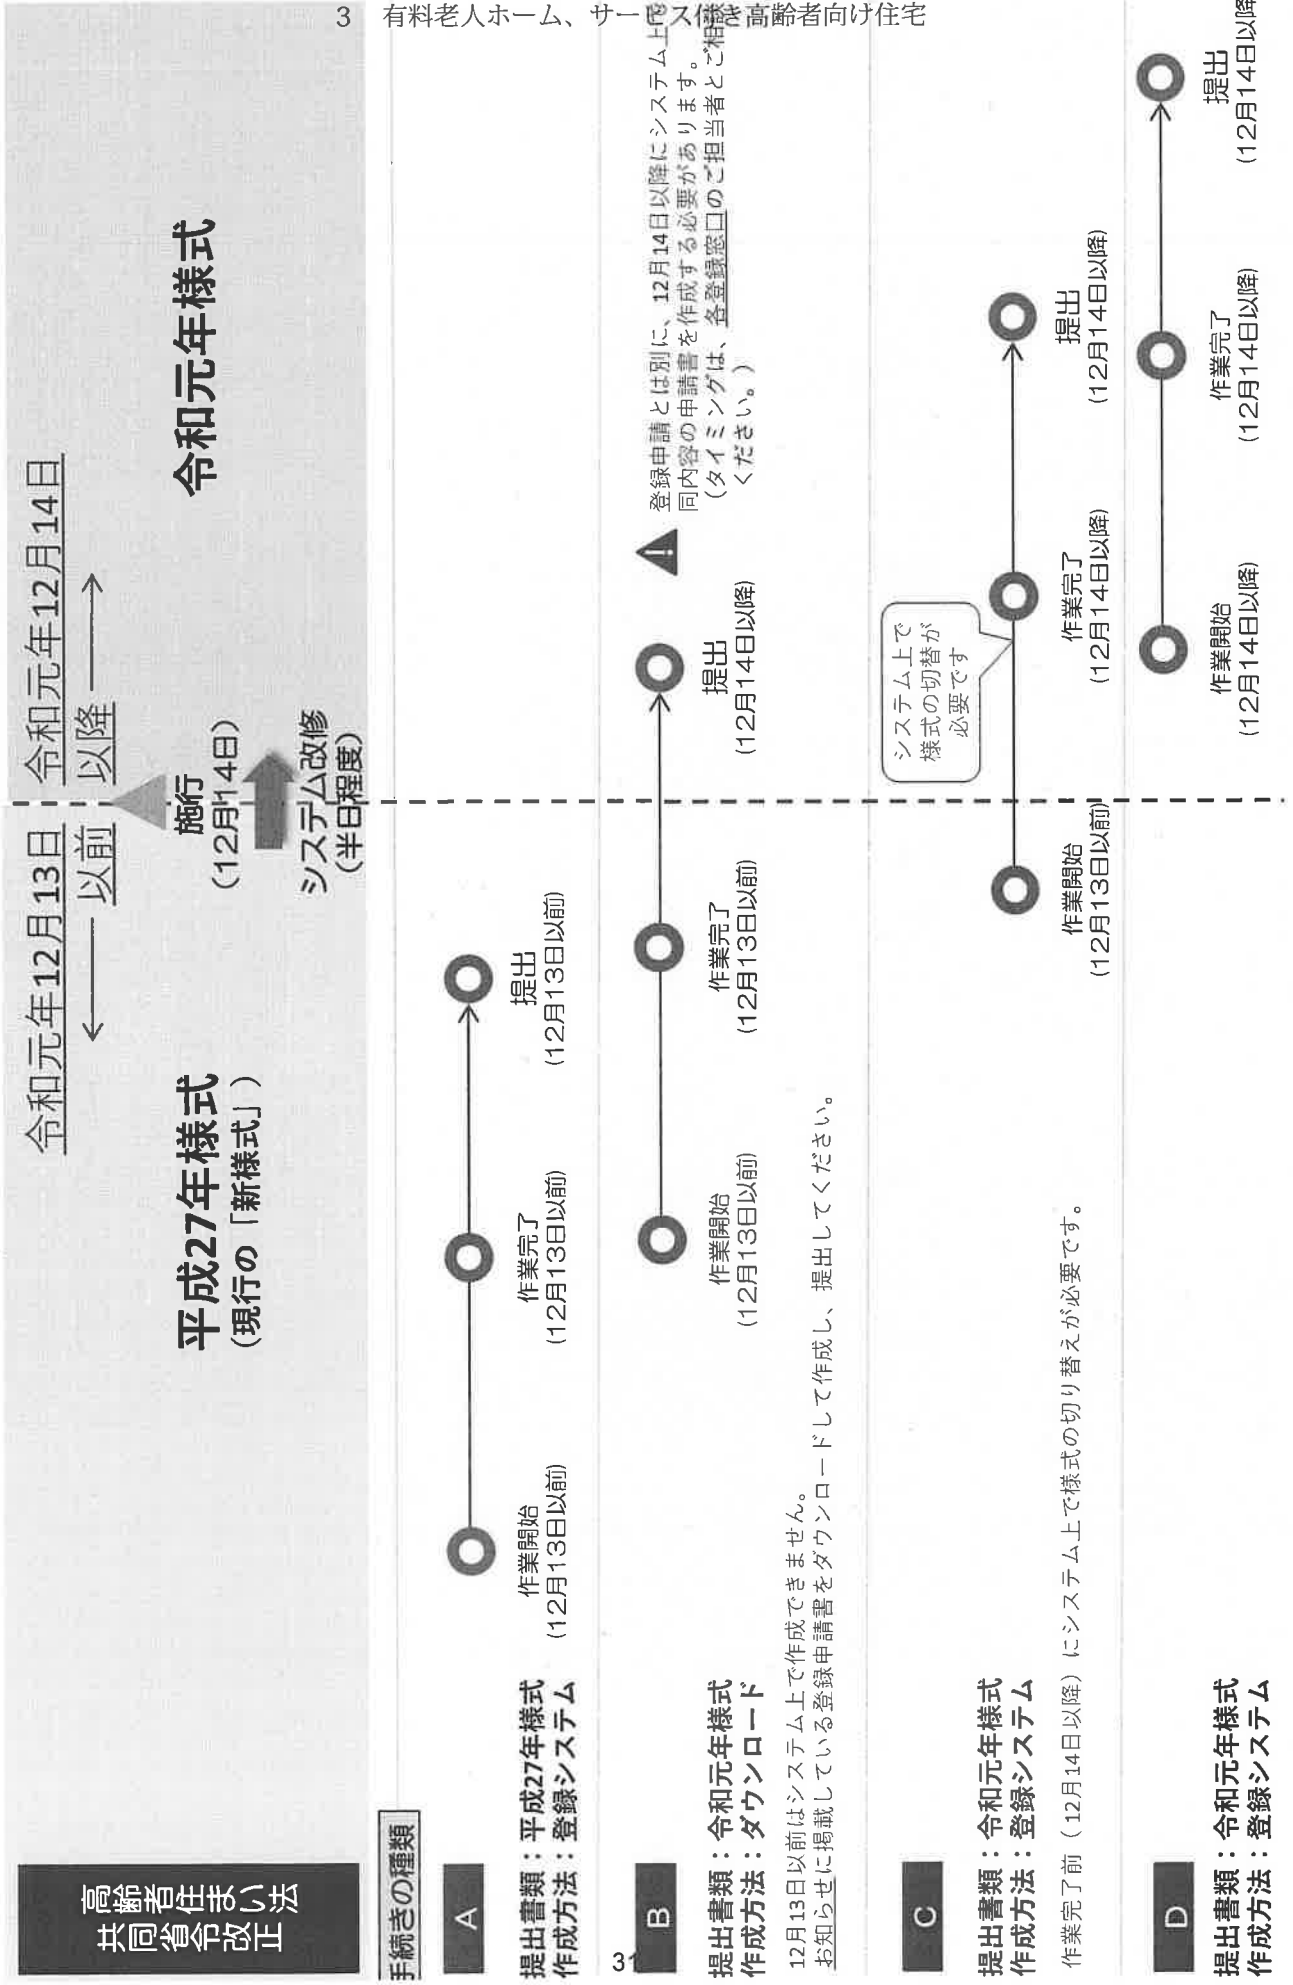 3　有料老人ホーム、サービス付き高齢者向け住宅
高齢者住まい法
共同省令改正
令和元年12月13日
以前
令和元年12月14日
以降
平成27年様式
（現行の「新様式」）
施行
（12月14日）
システム改修
（半日程度）
令和元年様式
手続きの種類
A
提出書類：平成27年様式
作成方法：登録システム
作業開始
（12月13日以前）
作業完了
（12月13日以前）
提出
（12月13日以前）
B
提出書類：令和元年様式
作成方法：ダウンロード
12月13日以前はシステム上で作成できません。
お知らせに掲載している登録申請書をダウンロードして作成し、提出してください。
作業開始
（12月13日以前）
作業完了
（12月13日以前）
提出
（12月14日以降）
登録申請とは別に、12月14日以降にシステム上で
同内容の申請書を作成する必要があります。
（タイミングは、各登録窓口のご担当者とご相談
ください。）
C
提出書類：令和元年様式
作成方法：登録システム
作業完了前（12月14日以降）にシステム上で様式の切り替えが必要です。
作業開始
（12月13日以前）
システム上で
様式の切替が
必要です
作業完了
（12月14日以降）
提出
（12月14日以降）
D
提出書類：令和元年様式
作成方法：登録システム
作業開始
（12月14日以降）
作業完了
（12月14日以降）
提出
（12月14日以降
31